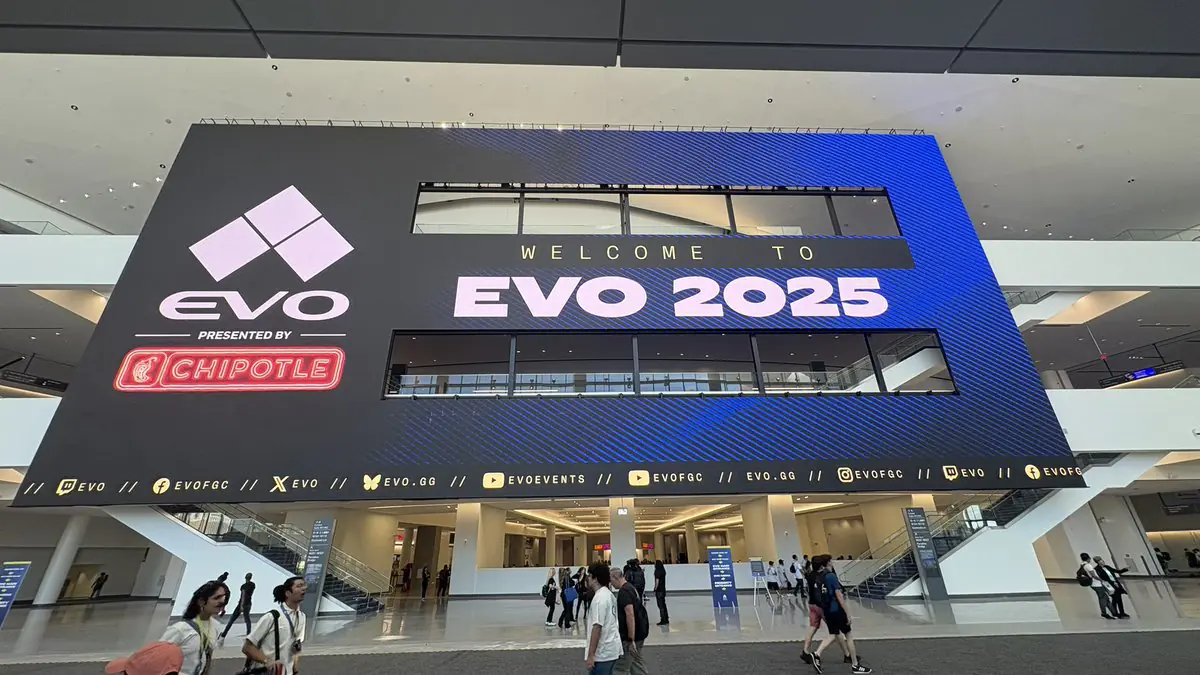 WELCOME TO
EVO 2025
EVO
PRESENTED BY
CHIPOTLE
// EVO // EVOFGC // EVO // EVO.GG // EVOEVENTS // EVOFGC // EVO.GG // EVOFGC // EVO // EVOFG